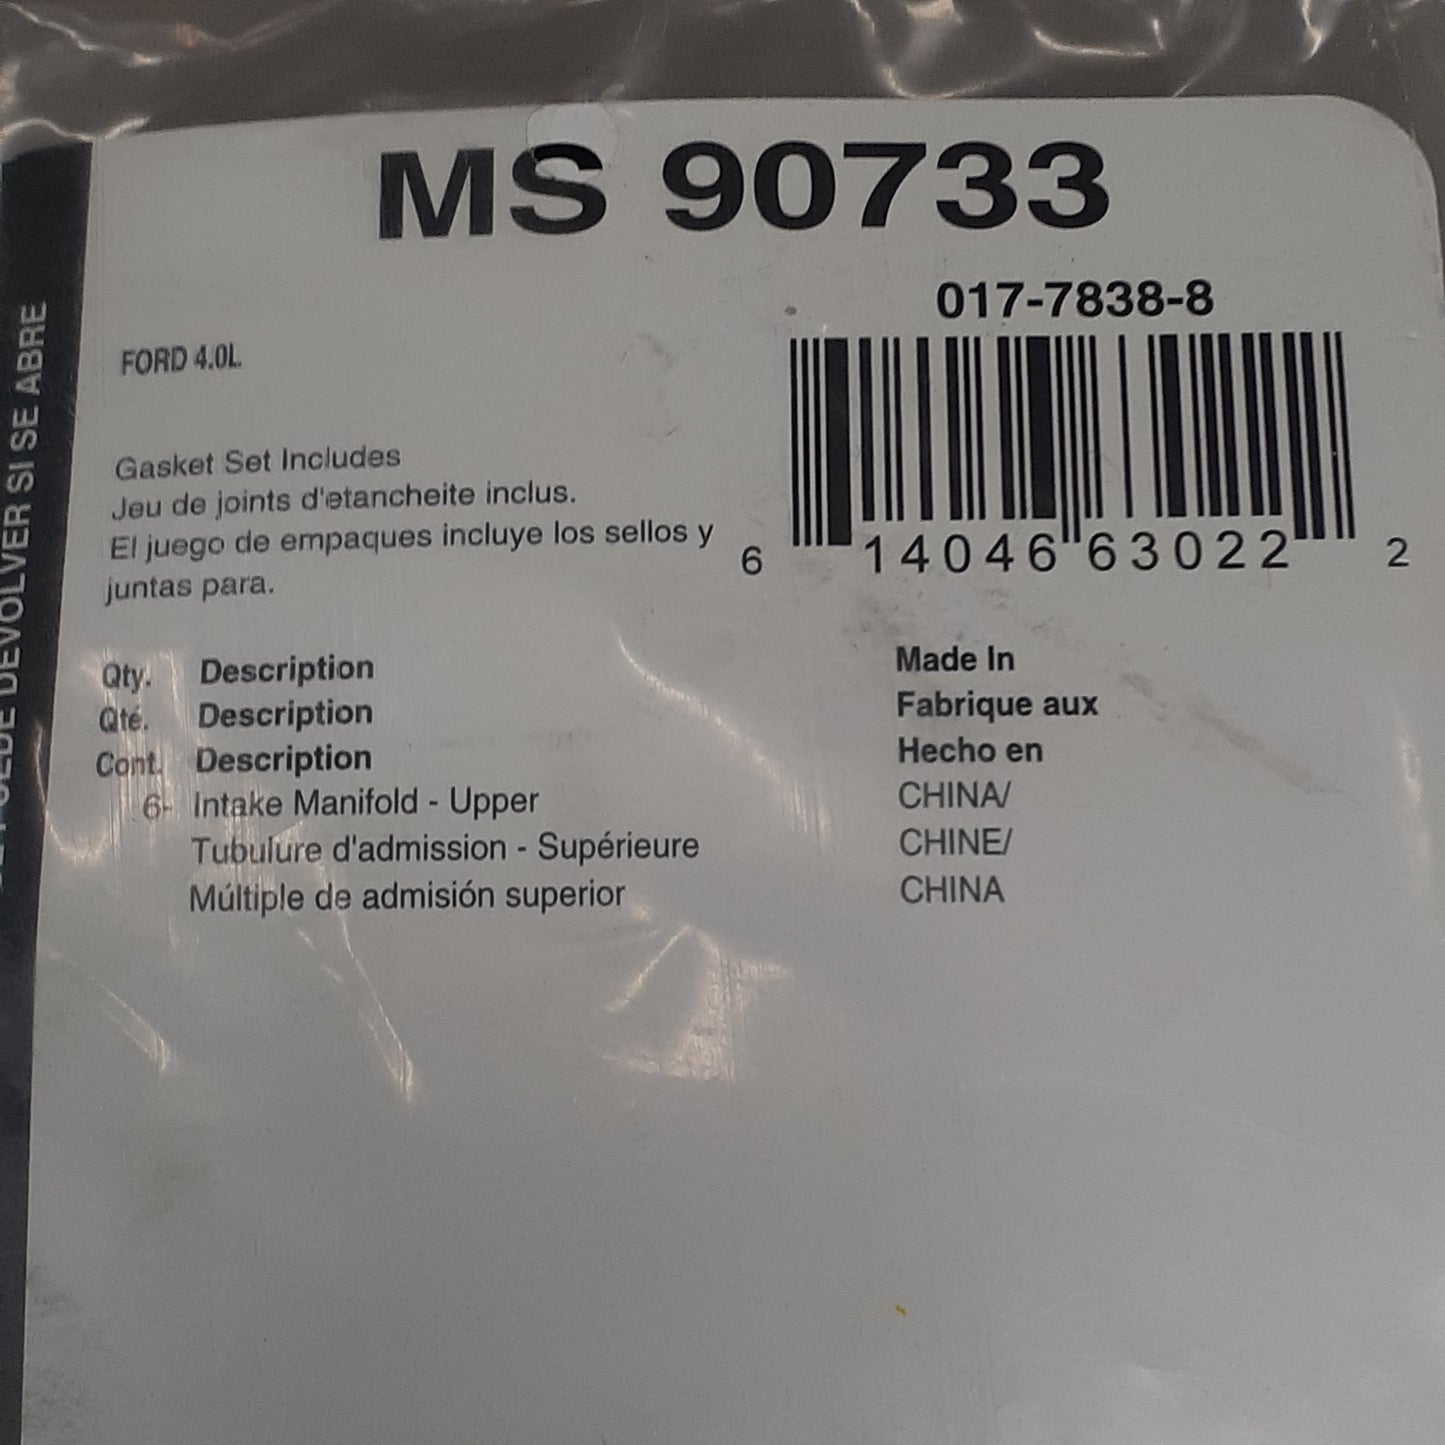 MS 90733
017-7838-8
FORD 4.0L
6 14046 63022 2
Gasket Set Includes
Jeu de joints d'etancheite inclus.
El juego de empaques incluye los sellos y
juntas para.
Qty. Description
Qté. Description
Cont. Description
6- Intake Manifold - Upper
Tubulure d'admission - Supérieure
Múltiple de admisión superior
Made In
Fabrique aux
Hecho en
CHINA/
CHINE/
CHINA
DEVOLVER SI SE ABRE